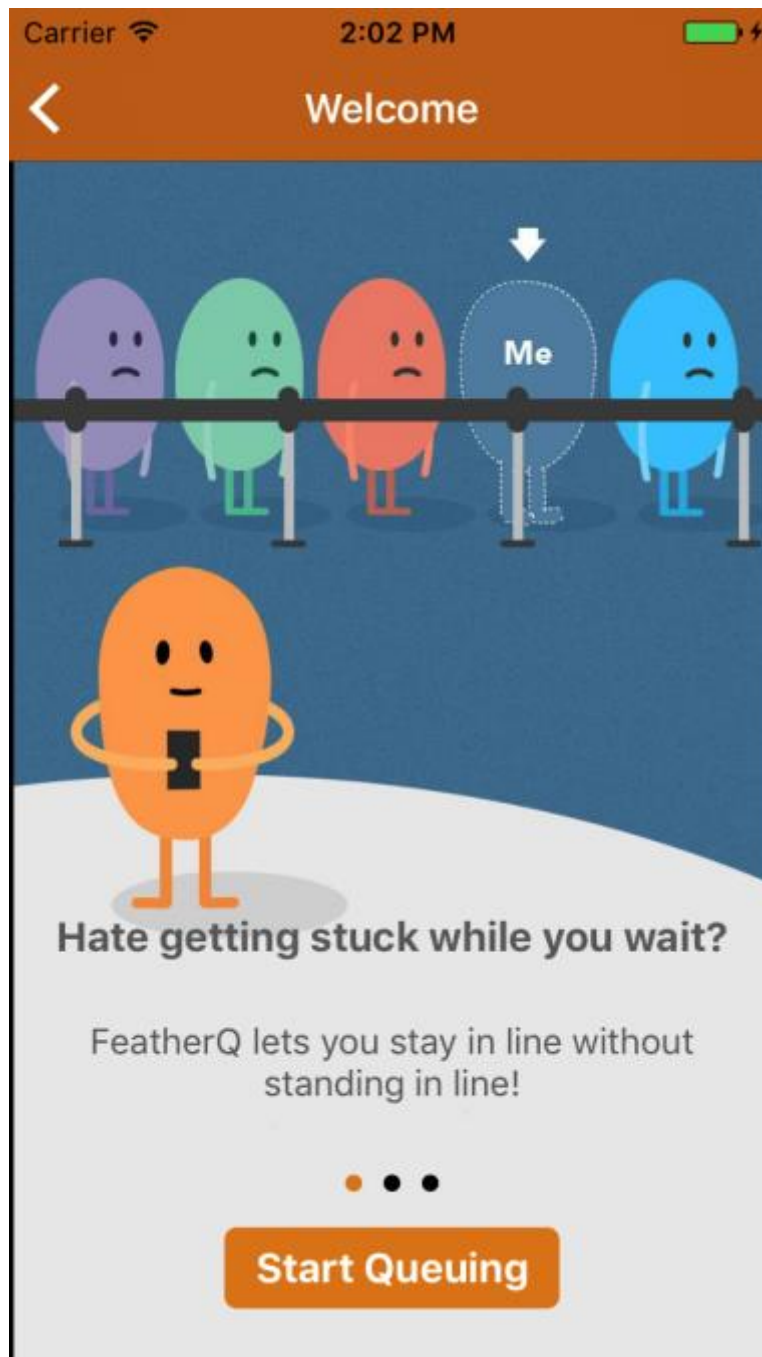 Carrier 2:02 PM
Welcome
Me
Hate getting stuck while you wait?
FeatherQ lets you stay in line without
standing in line!
Start Queuing